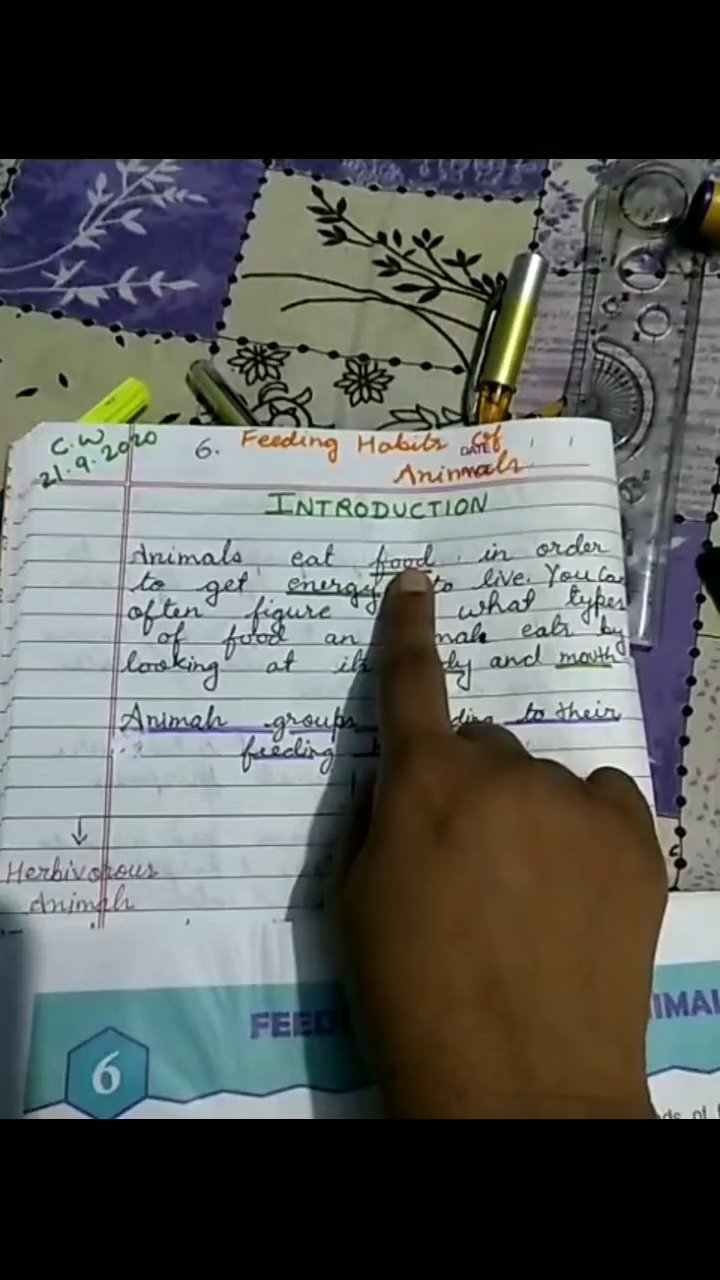 C.W
21.9.2020
6. Feeding Habits of
DATE
Animals
INTRODUCTION
Animals eat food in order
to get energy to live. You can
often figure what types
of food an eats by
looking at its and mouth
Animals groups to their
feeding
Herbivorous
Animals
FEED
IMAL
6